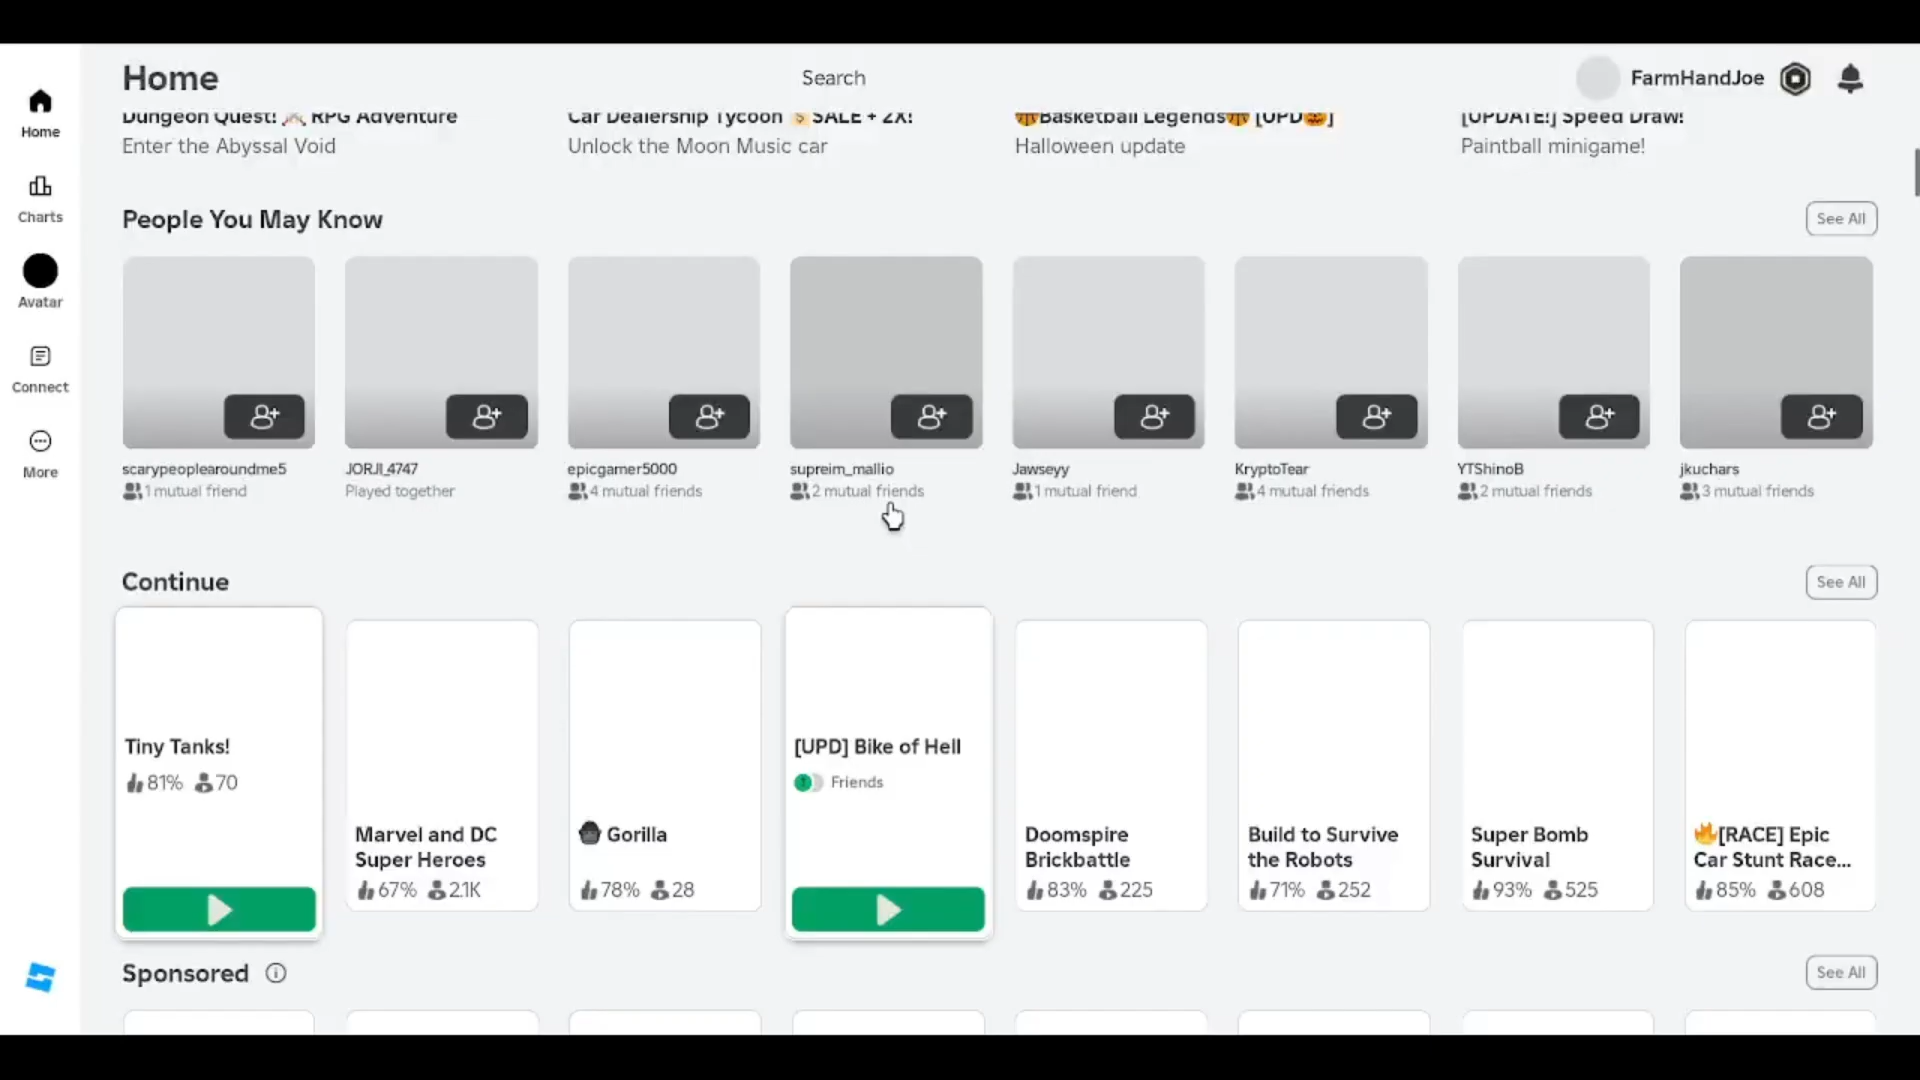 Home
Search
FarmHandJoe
Home
Charts
Avatar
Connect
More
Dungeon Quest! ⚔️ RPG Adventure
Enter the Abyssal Void
Car Dealership Tycoon 💲SALE + 2X!
Unlock the Moon Music car
🏀Basketball Legends🏀 [UPD🎃]
Halloween update
[UPDATE!] Speed Draw!
Paintball minigame!
People You May Know
See All
scarypeoplearoundme5
1 mutual friend
JORJI_4747
Played together
epicgamer5000
4 mutual friends
supreim_mallio
2 mutual friends
Jawseyy
1 mutual friend
KryptoTear
4 mutual friends
YTShinoB
2 mutual friends
jkuchars
3 mutual friends
Continue
See All
Tiny Tanks!
81% 70
Marvel and DC
Super Heroes
67% 2.1K
🦍 Gorilla
78% 28
[UPD] Bike of Hell
Friends
Doomspire
Brickbattle
83% 225
Build to Survive
the Robots
71% 252
Super Bomb
Survival
93% 525
🔥[RACE] Epic
Car Stunt Race...
85% 608
Sponsored
See All